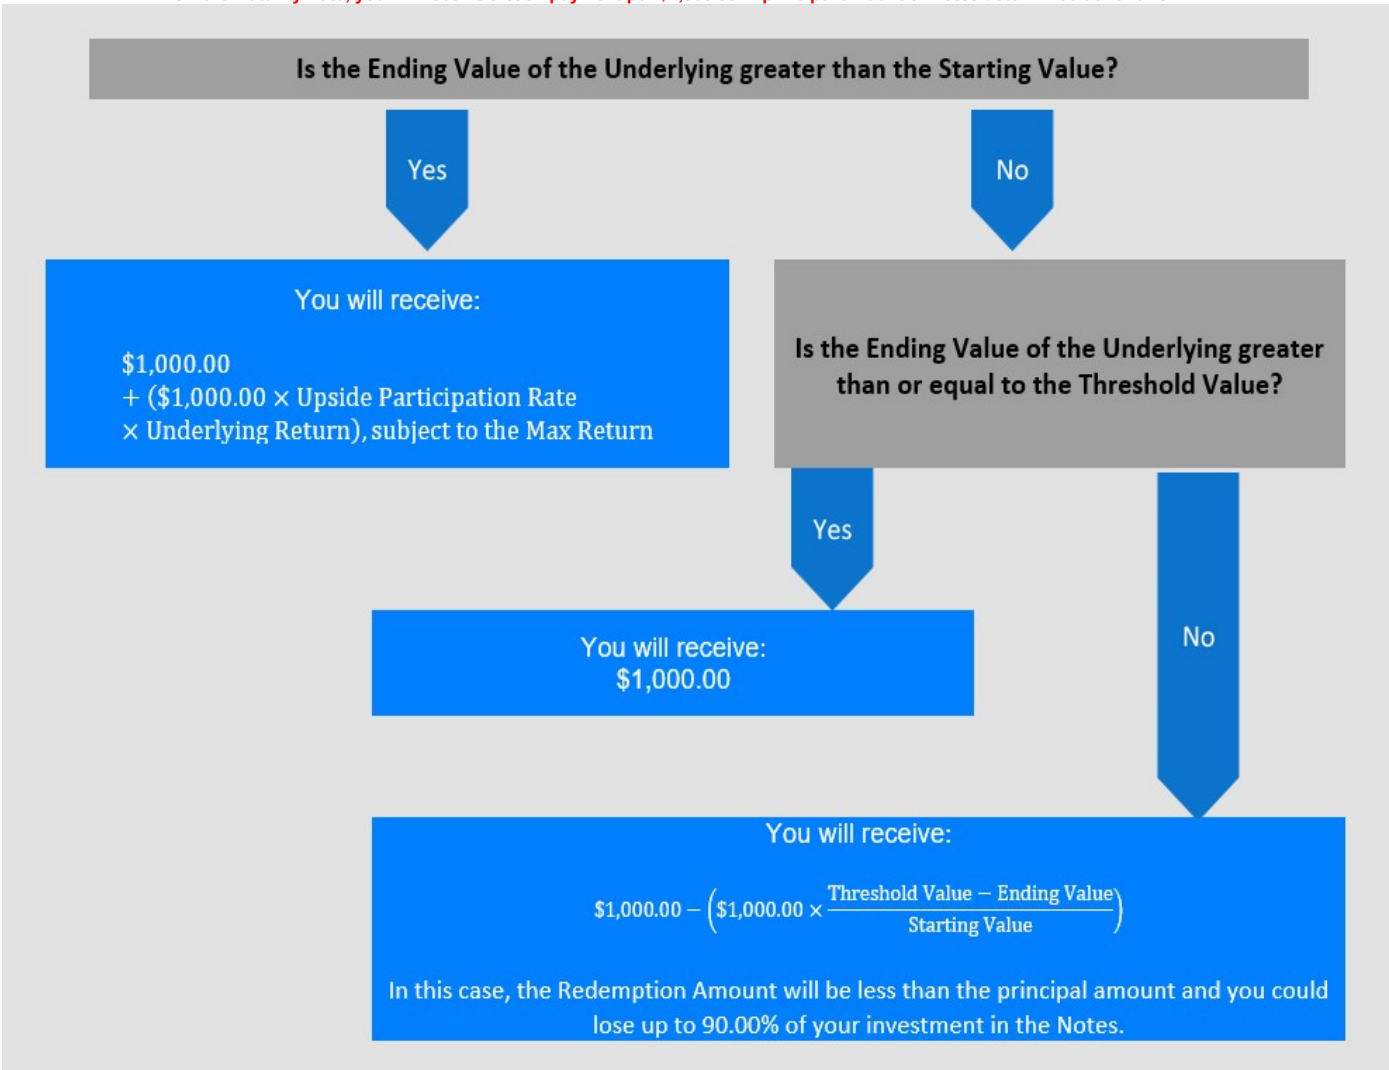 Is the Ending Value of the Underlying greater than the Starting Value?
Yes
No
You will receive:
$1,000.00
+ ($1,000.00 × Upside Participation Rate
× Underlying Return), subject to the Max Return
Is the Ending Value of the Underlying greater
than or equal to the Threshold Value?
Yes
No
You will receive:
$1,000.00
You will receive:
$1,000.00 − ($1,000.00 × Threshold Value − Ending Value
Starting Value)
In this case, the Redemption Amount will be less than the principal amount and you could
lose up to 90.00% of your investment in the Notes.